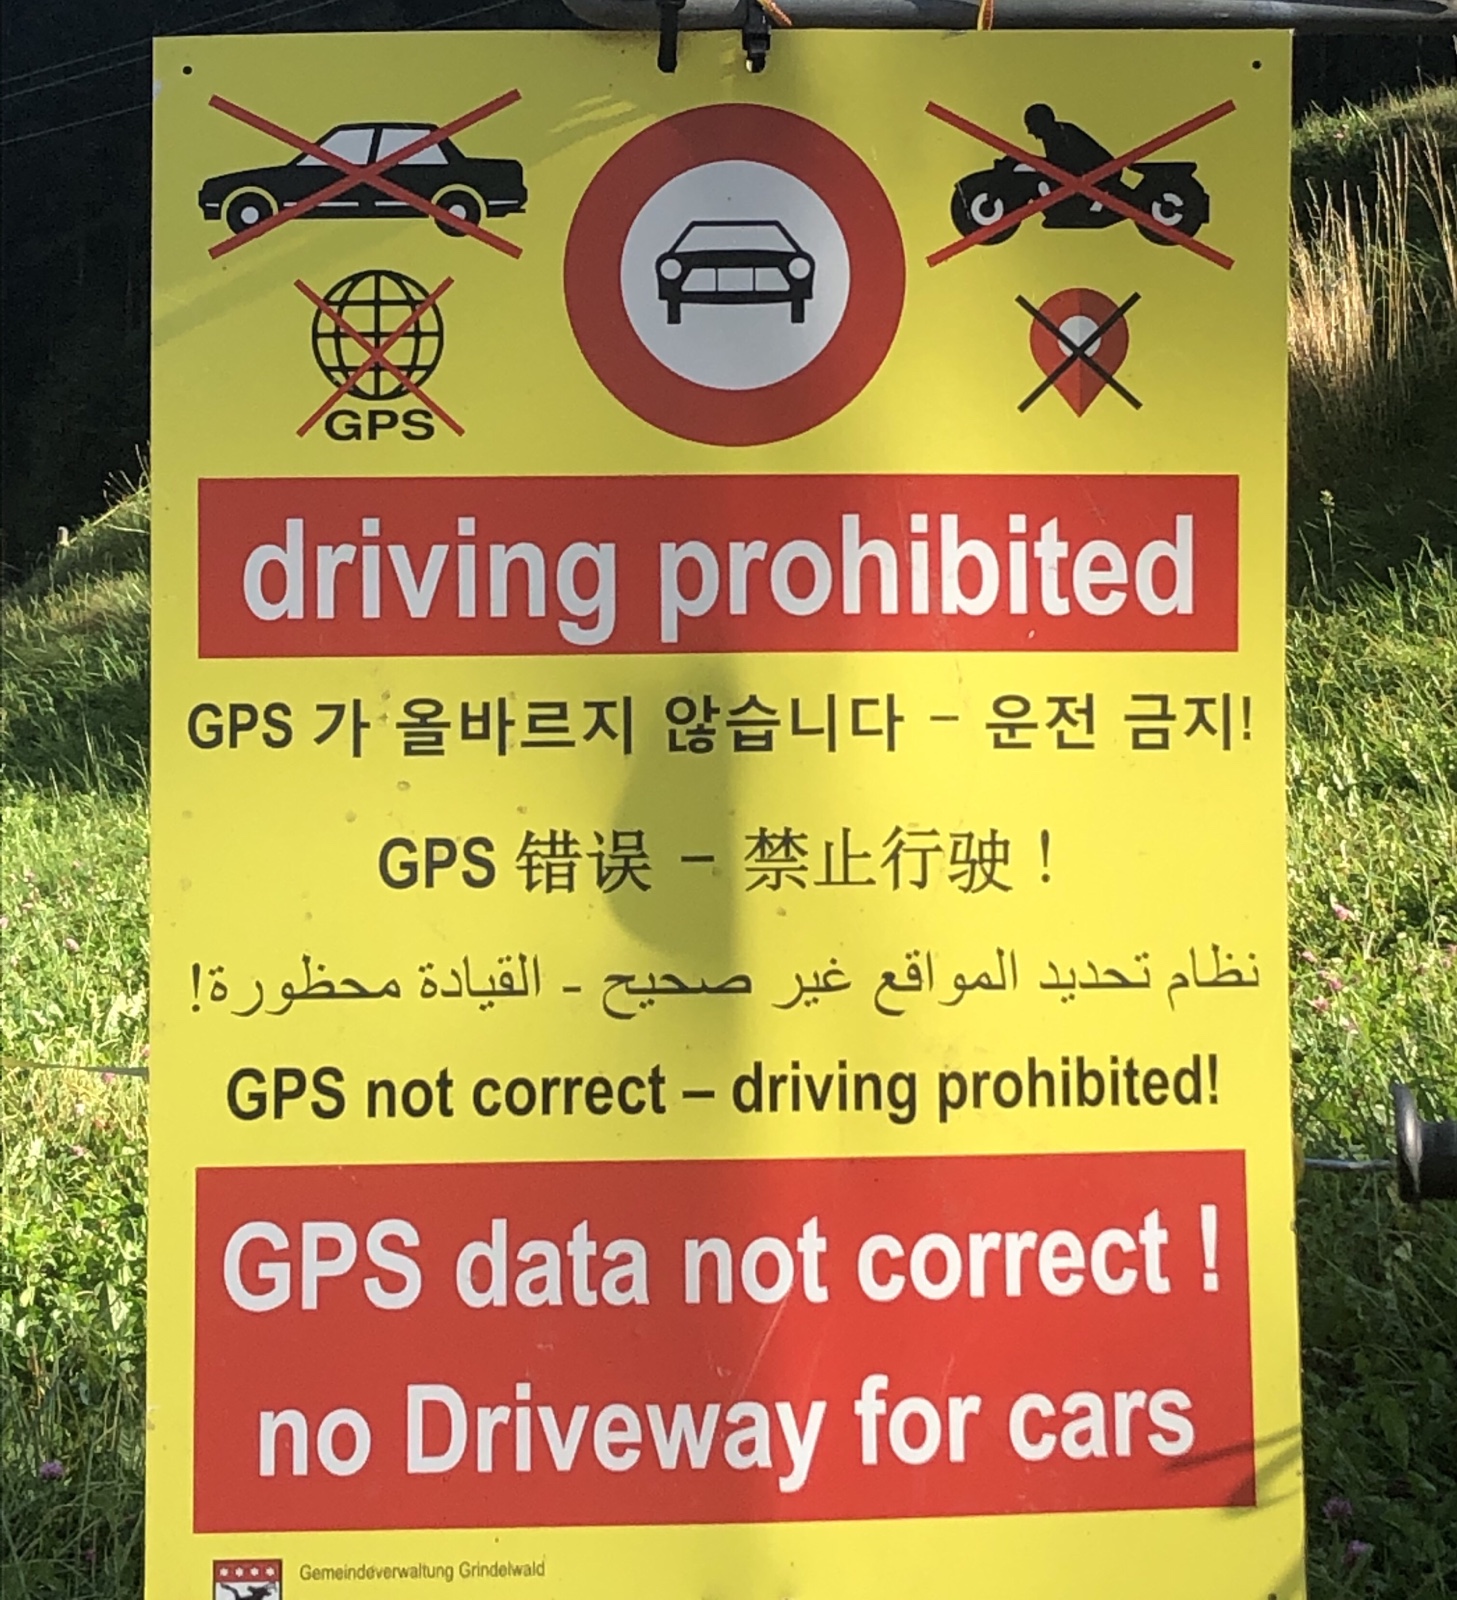 GPS
driving prohibited
GPS 가 올바르지 않습니다 - 운전 금지!
GPS 错误 - 禁止行驶!
نظام تحديد المواقع غير صحيح - القيادة محظورة!
GPS not correct – driving prohibited!
GPS data not correct !
no Driveway for cars
Gemeindeverwaltung Grindelwald